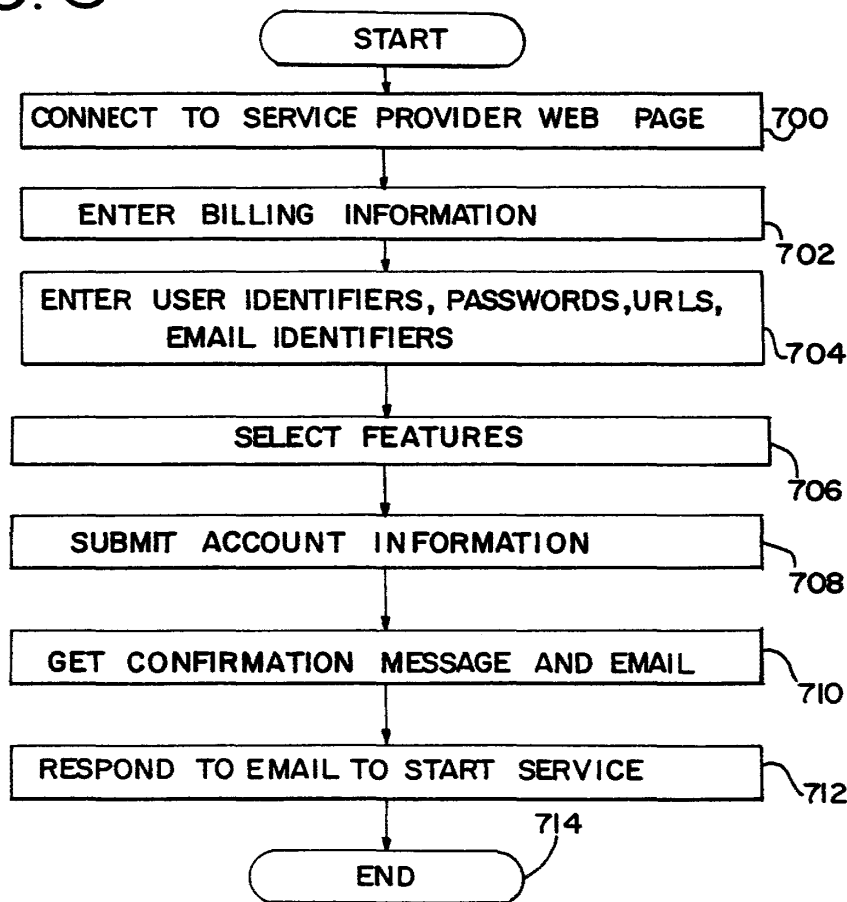 START
CONNECT TO SERVICE PROVIDER WEB PAGE
700
ENTER BILLING INFORMATION
702
ENTER USER IDENTIFIERS, PASSWORDS,URLS,
EMAIL IDENTIFIERS
704
SELECT FEATURES
706
SUBMIT ACCOUNT INFORMATION
708
GET CONFIRMATION MESSAGE AND EMAIL
710
RESPOND TO EMAIL TO START SERVICE
712
714
END